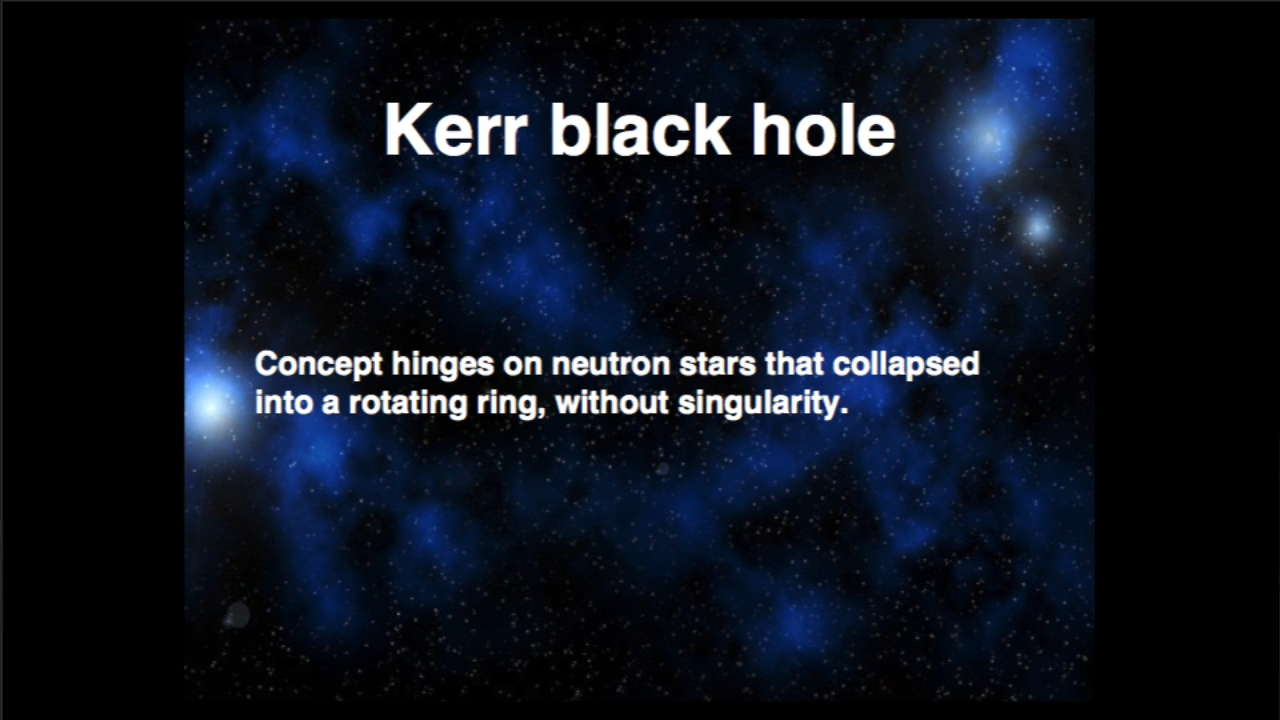 Kerr black hole
Concept hinges on neutron stars that collapsed
into a rotating ring, without singularity.